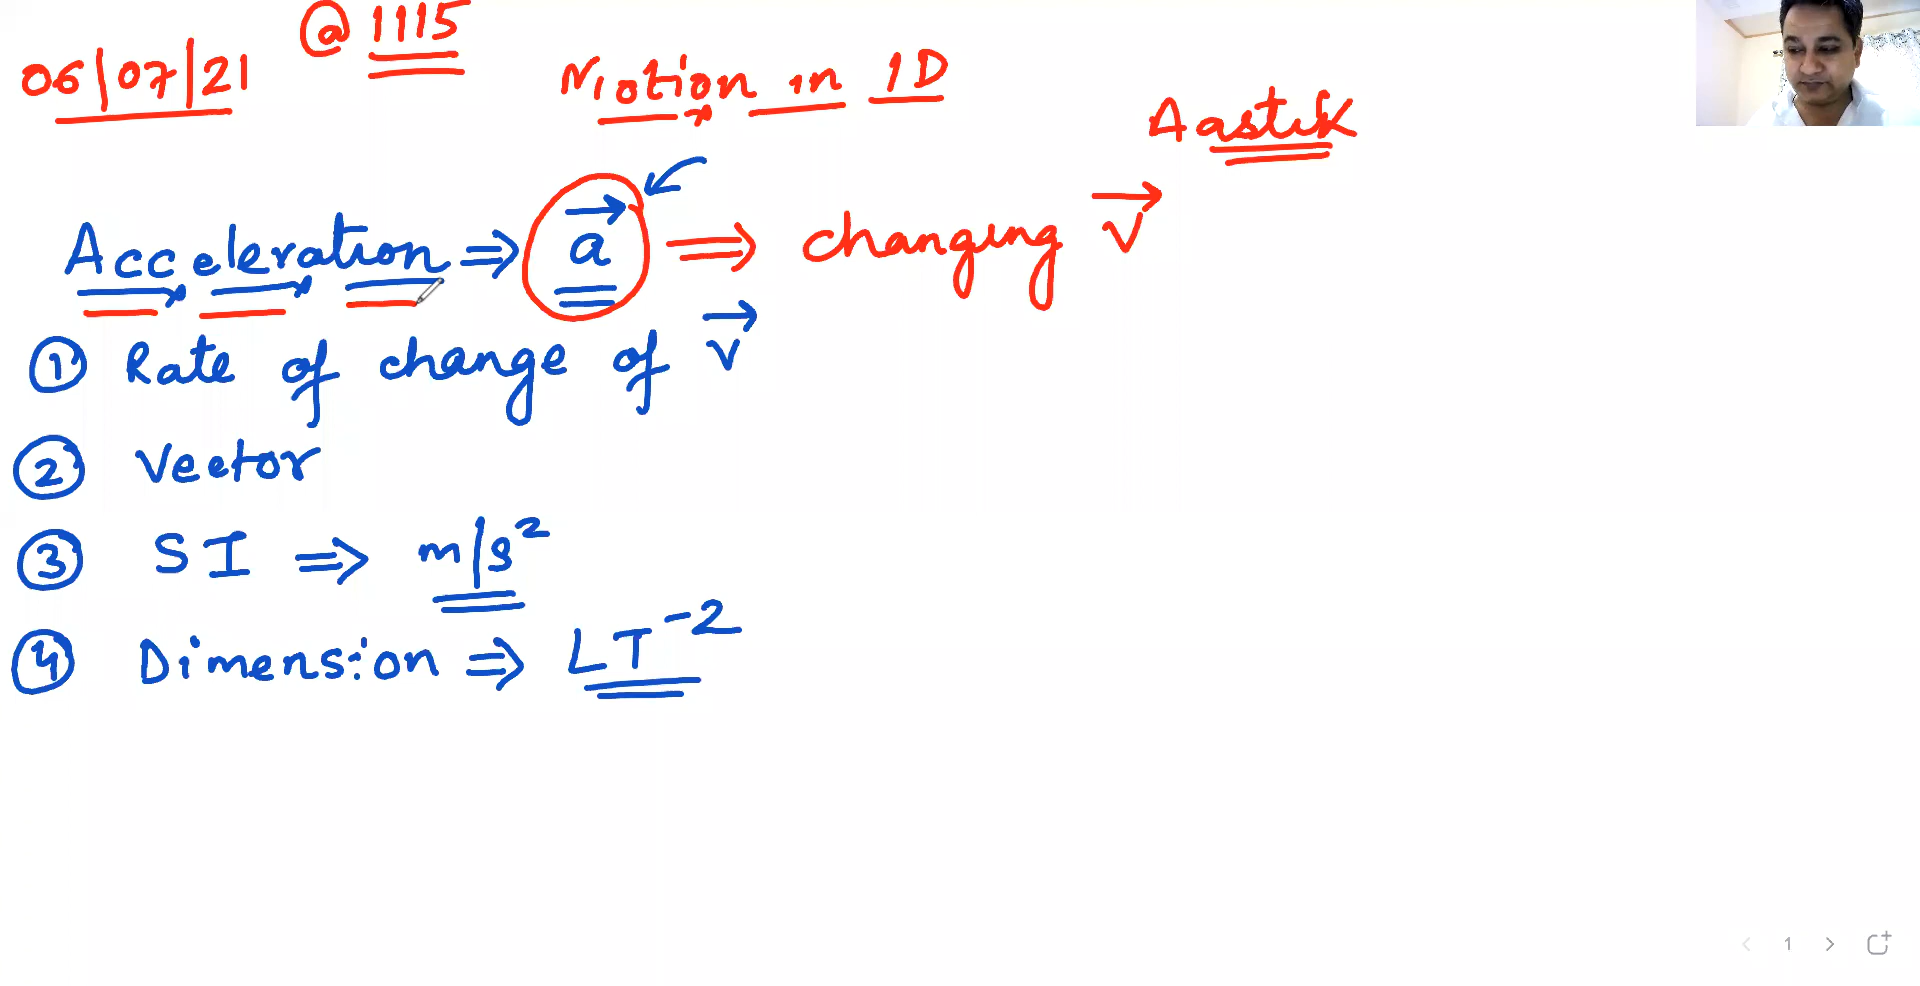 06/07/21 @ 1115
Motion in 1D
Aastik
Acceleration ⇒ a⃗ ⇒ changing v⃗
① Rate of change of v⃗
② Vector
③ SI ⇒ m/s²
④ Dimension ⇒ LT⁻²
1